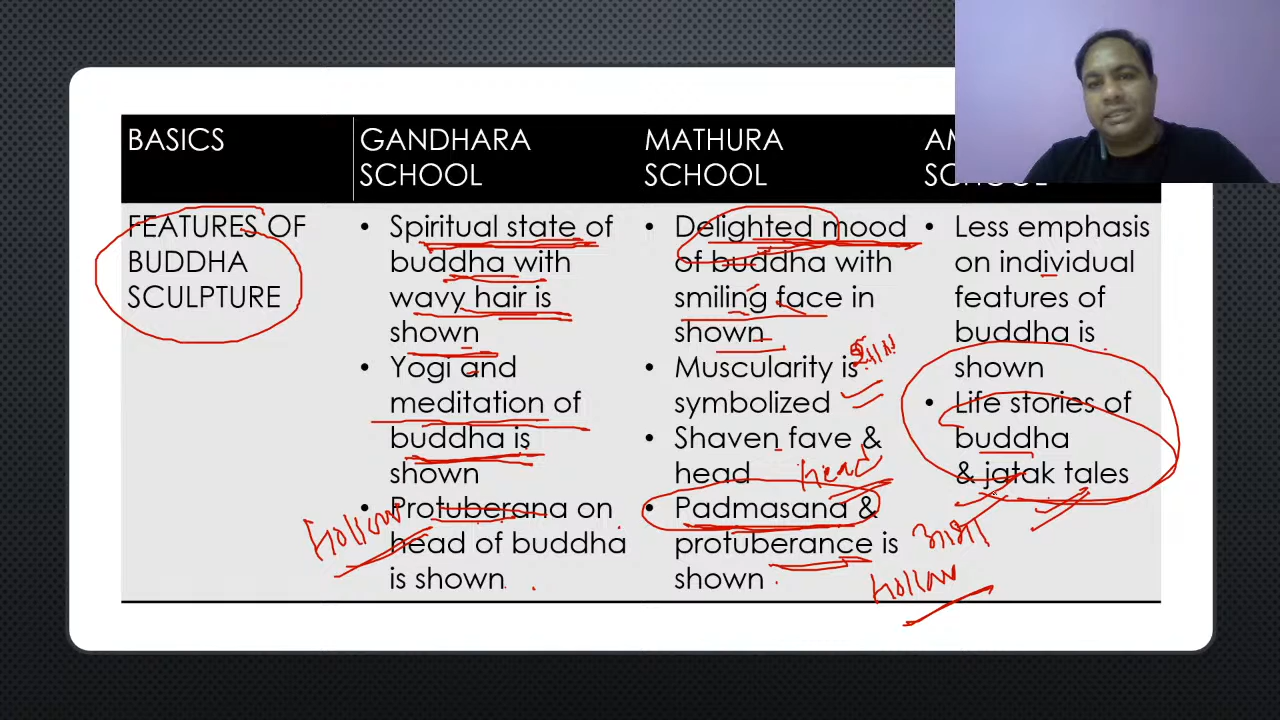 BASICS
GANDHARA
SCHOOL
MATHURA
SCHOOL
FEATURES OF
BUDDHA
SCULPTURE
• Spiritual state of
buddha with
wavy hair is
shown
• Yogi and
meditation of
buddha is
shown
• Protuberana on
head of buddha
is shown
Hollow
• Delighted mood
of buddha with
smiling face in
shown
• Muscularity is
symbolized
• Shaven fave &
head
head
• Padmasana &
protuberance is
shown
Hollow
• Less emphasis
on individual
features of
buddha is
shown
• Life stories of
buddha
& jatak tales